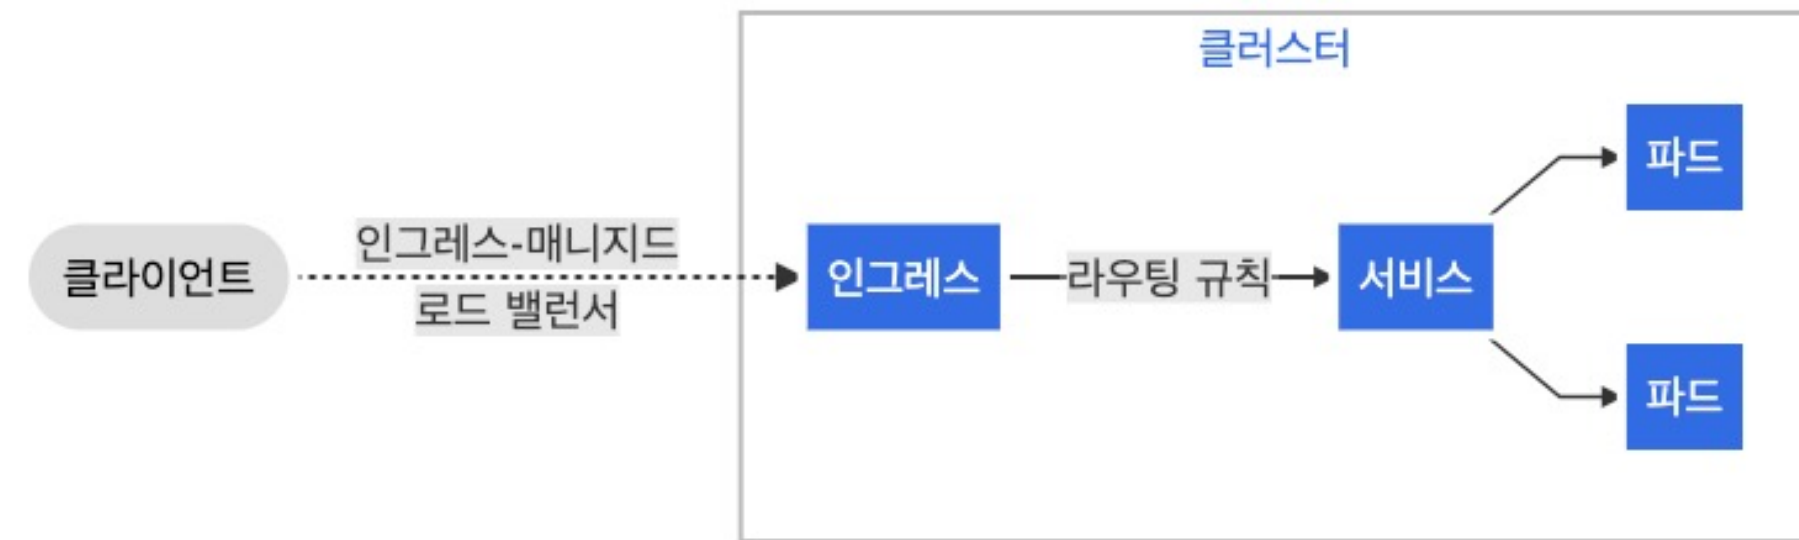 클러스터
클라이언트
인그레스-매니지드
로드 밸런서
인그레스
라우팅 규칙
서비스
파드
파드